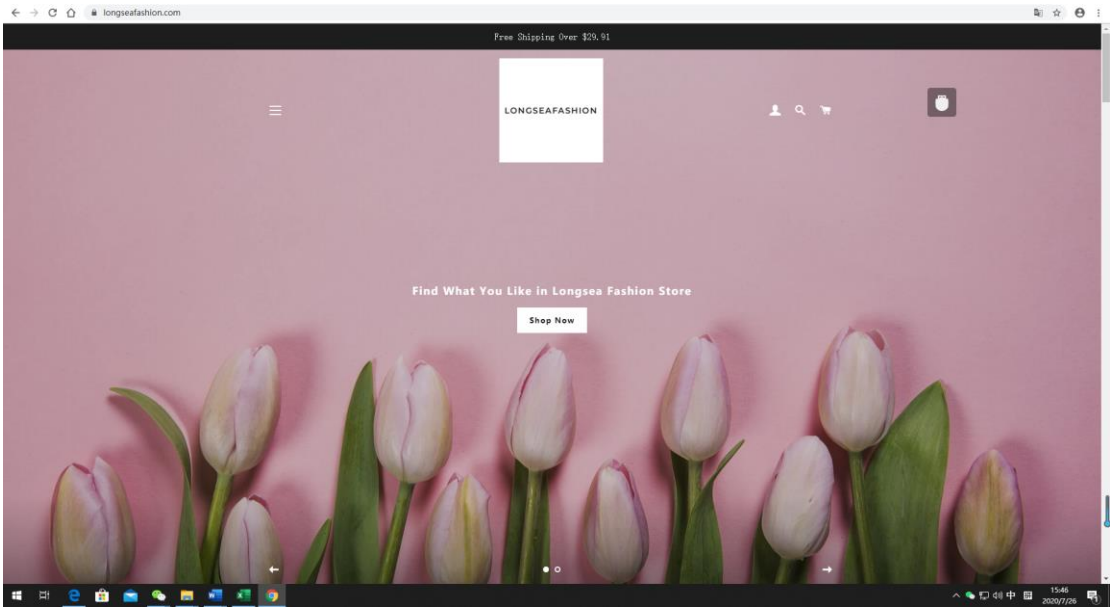 longseafashion.com
Free Shipping Over $29.91
LONGSEAFASHION
Find What You Like in Longsea Fashion Store
Shop Now
中
15:46
2020/7/26